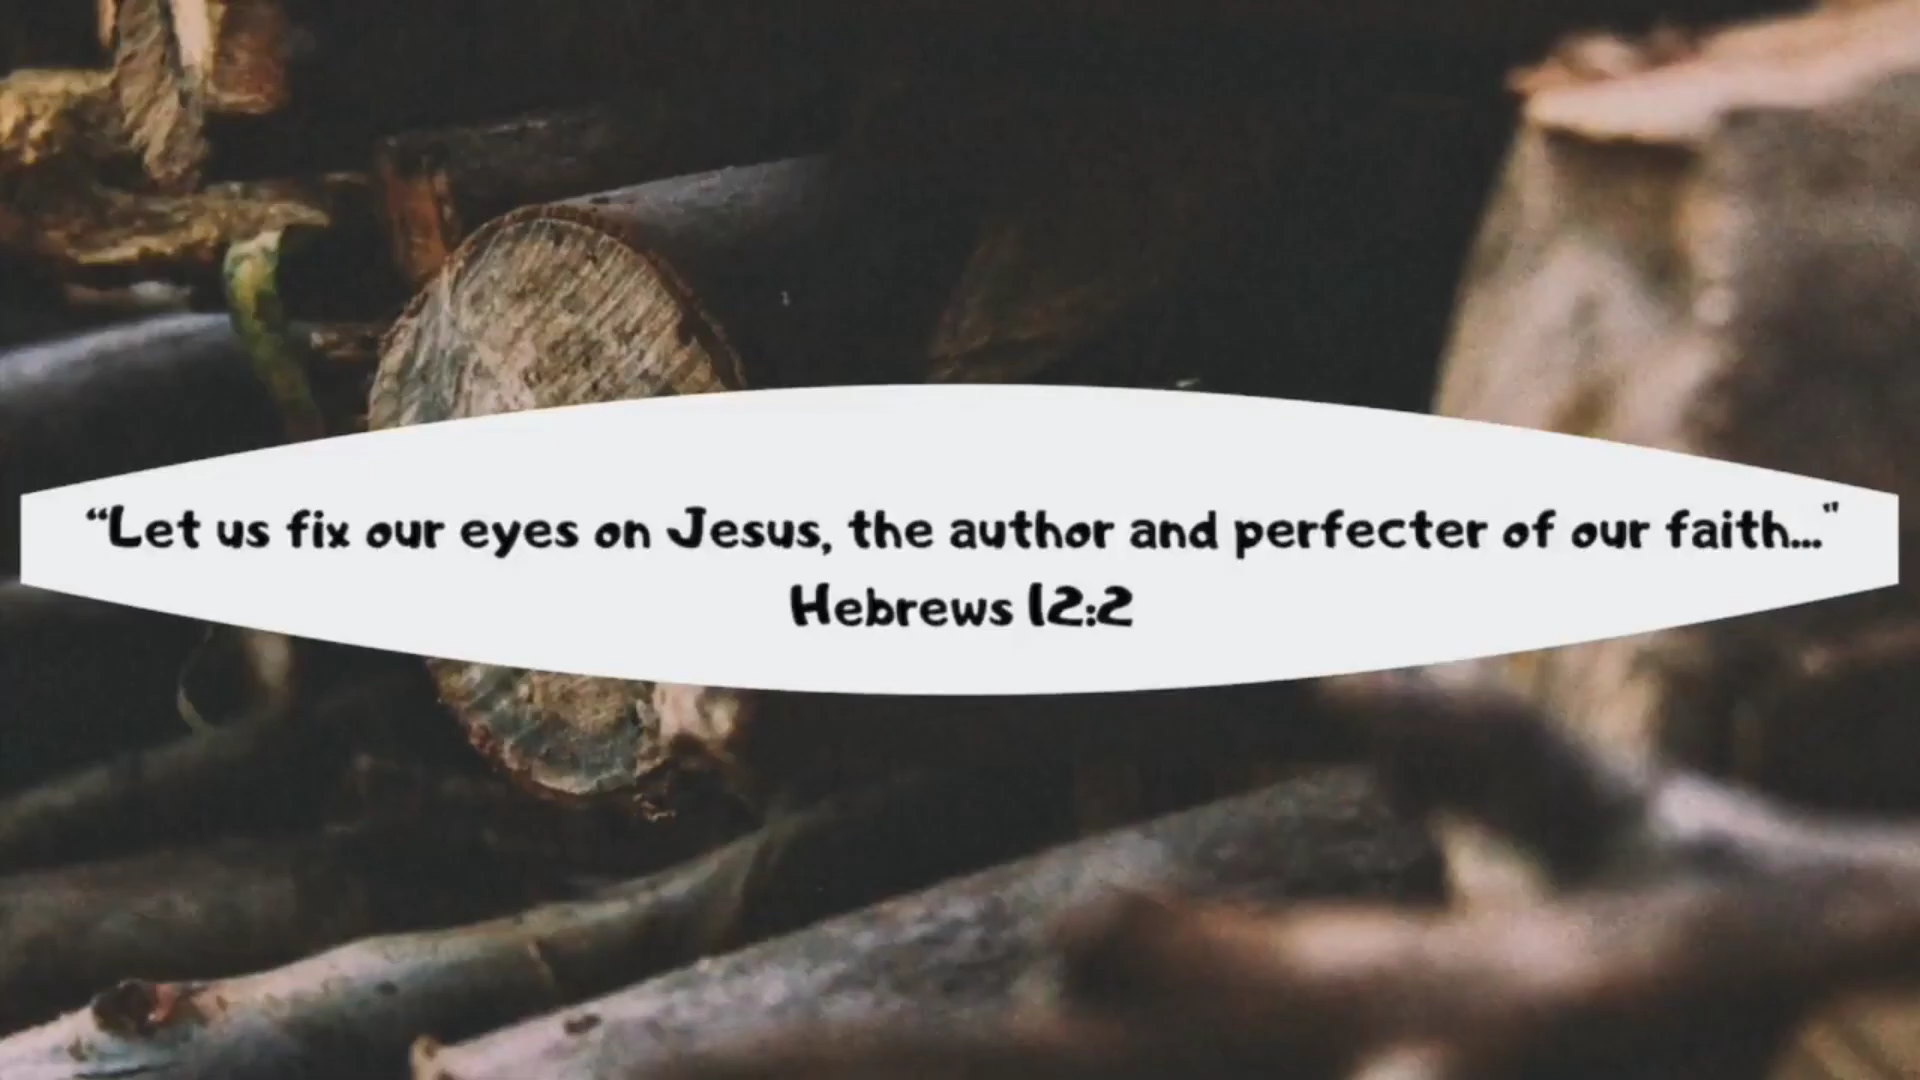 “Let us fix our eyes on Jesus, the author and perfecter of our faith..."
Hebrews 12:2